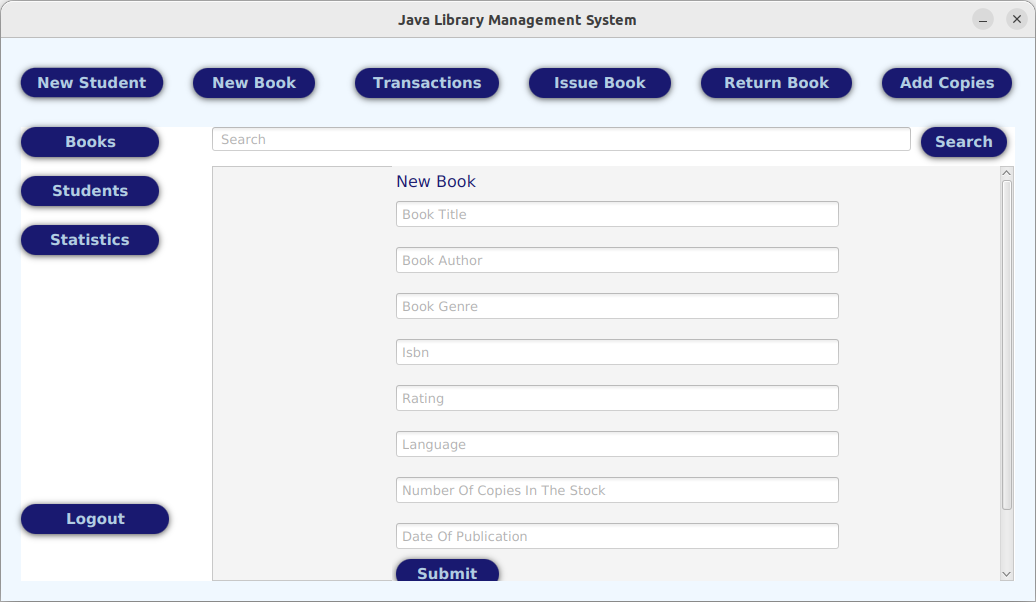 Java Library Management System
New Student New Book Transactions Issue Book Return Book Add Copies
Books Search Search
Students
Statistics
Logout
New Book
Book Title
Book Author
Book Genre
Isbn
Rating
Language
Number Of Copies In The Stock
Date Of Publication
Submit